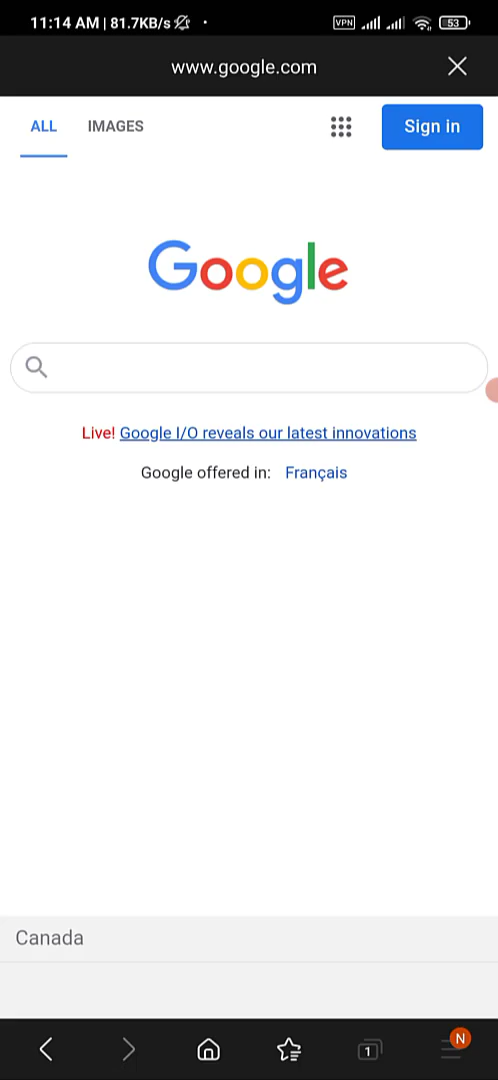 11:14 AM | 81.7KB/s
VPN
53
www.google.com
ALL IMAGES
Sign in
Google
Live! Google I/O reveals our latest innovations
Google offered in: Français
Canada
1
N